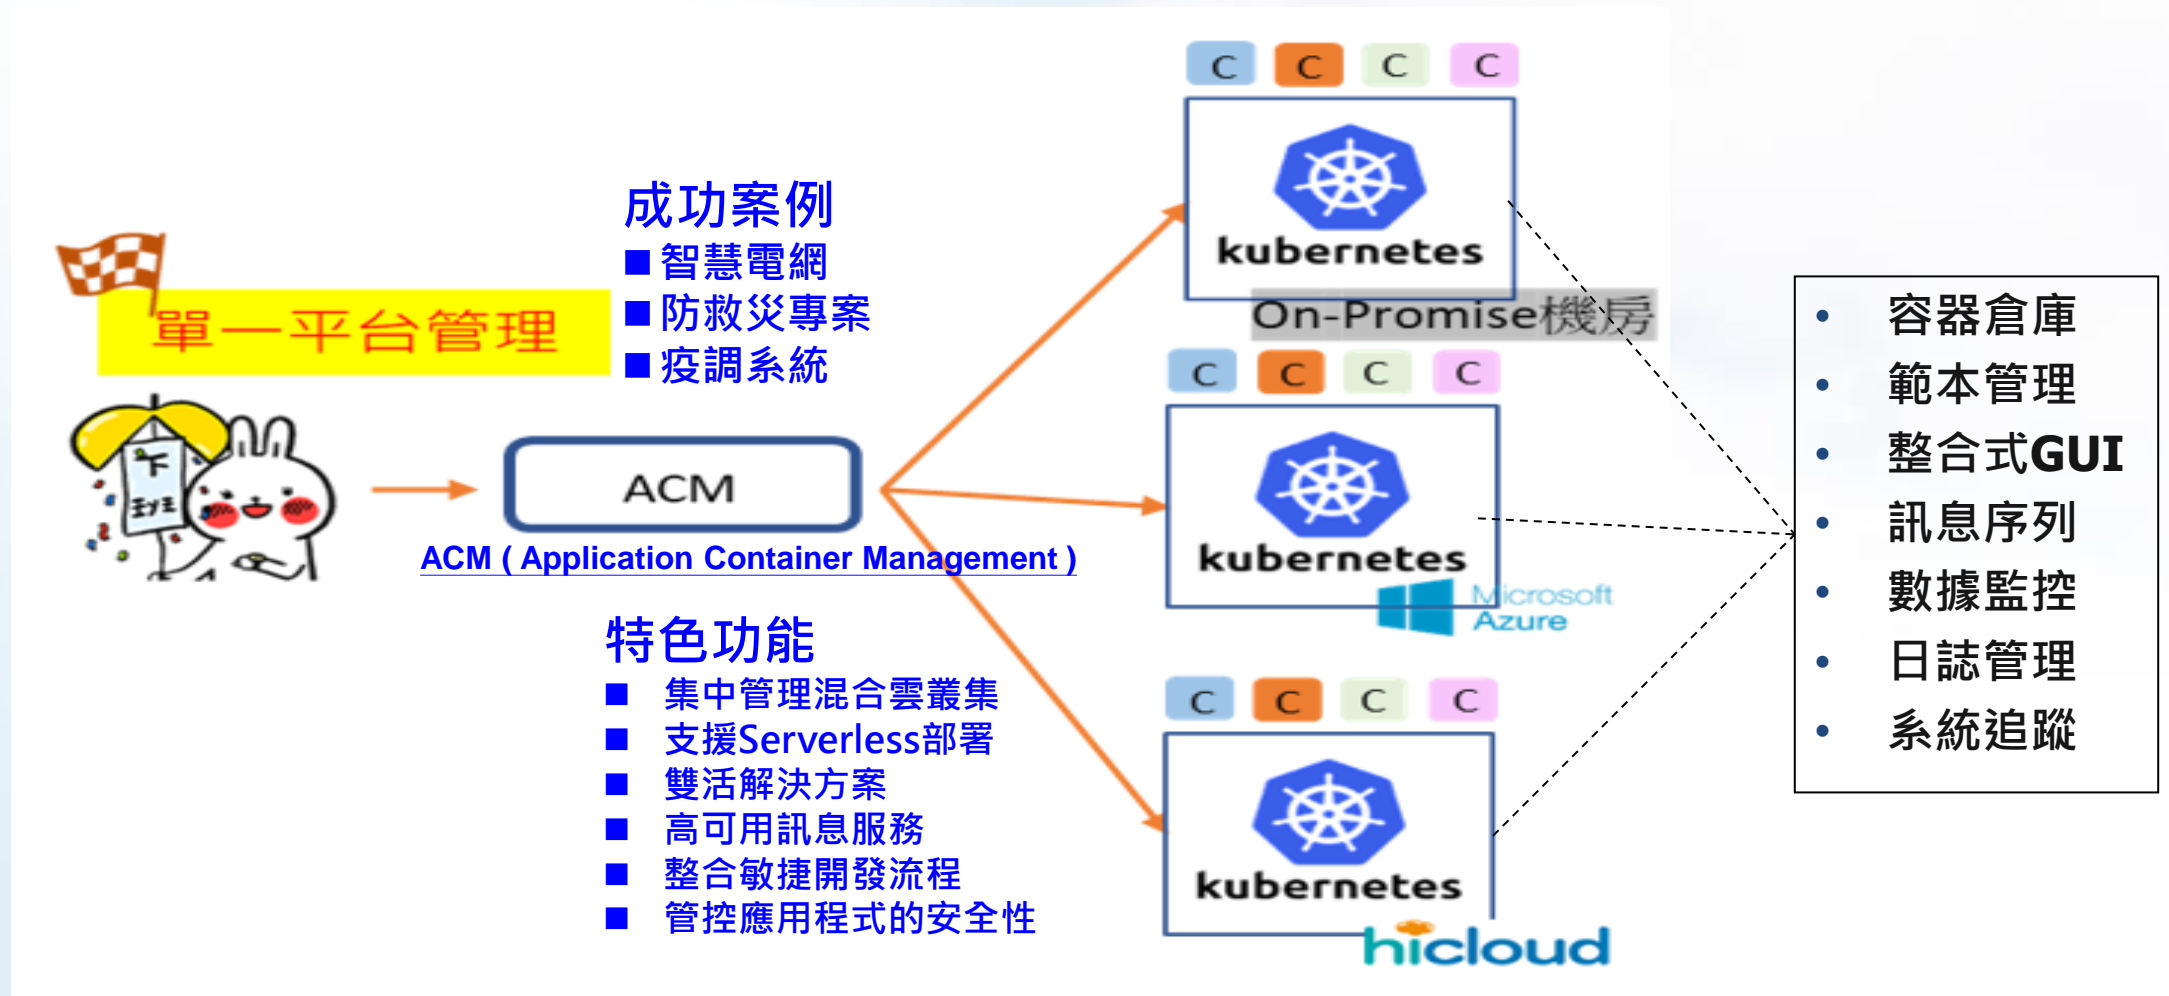 單一平台管理
下
班
成功案例
■智慧電網
■防救災專案
■疫調系統
ACM
ACM ( Application Container Management )
特色功能
■ 集中管理混合雲叢集
■ 支援Serverless部署
■ 雙活解決方案
■ 高可用訊息服務
■ 整合敏捷開發流程
■ 管控應用程式的安全性
C C C C
kubernetes
On-Promise機房
C C C C
kubernetes
Microsoft
Azure
C C C C
kubernetes
hicloud
• 容器倉庫
• 範本管理
• 整合式GUI
• 訊息序列
• 數據監控
• 日誌管理
• 系統追蹤